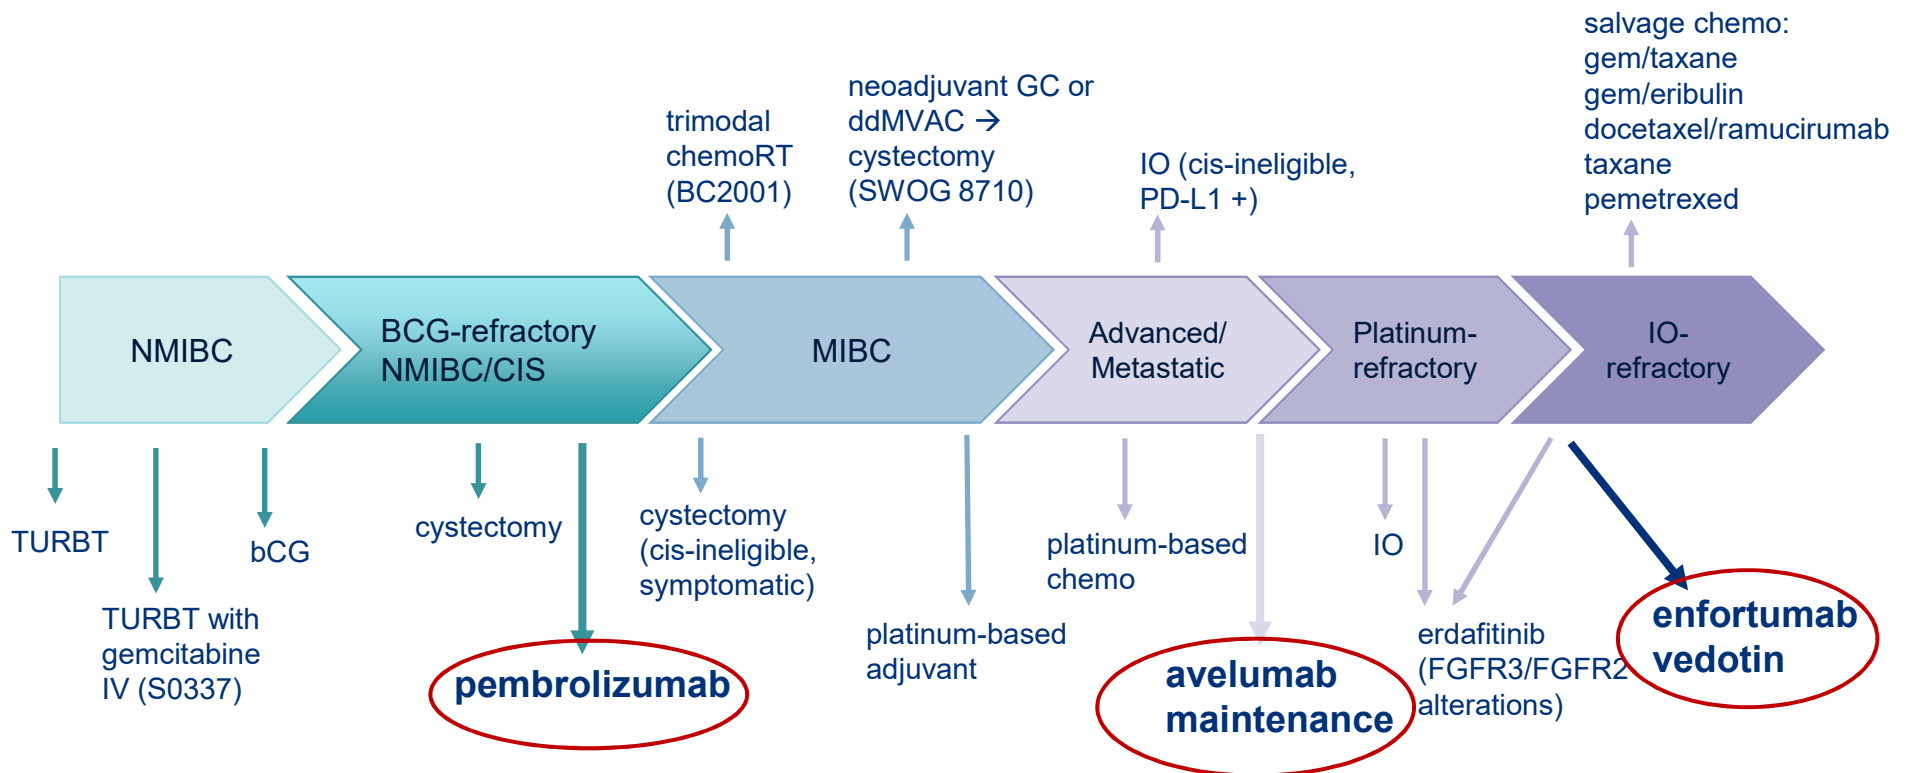 trimodal
chemoRT
(BC2001)
neoadjuvant GC or
ddMVAC →
cystectomy
(SWOG 8710)
IO (cis-ineligible,
PD-L1 +)
salvage chemo:
gem/taxane
gem/eribulin
docetaxel/ramucirumab
taxane
pemetrexed
NMIBC
BCG-refractory
NMIBC/CIS
MIBC
Advanced/
Metastatic
Platinum-
refractory
IO-
refractory
TURBT
TURBT with
gemcitabine
IV (S0337)
bCG
cystectomy
pembrolizumab
cystectomy
(cis-ineligible,
symptomatic)
platinum-based
adjuvant
platinum-based
chemo
avelumab
maintenance
IO
erdafitinib
(FGFR3/FGFR2
alterations)
enfortumab
vedotin